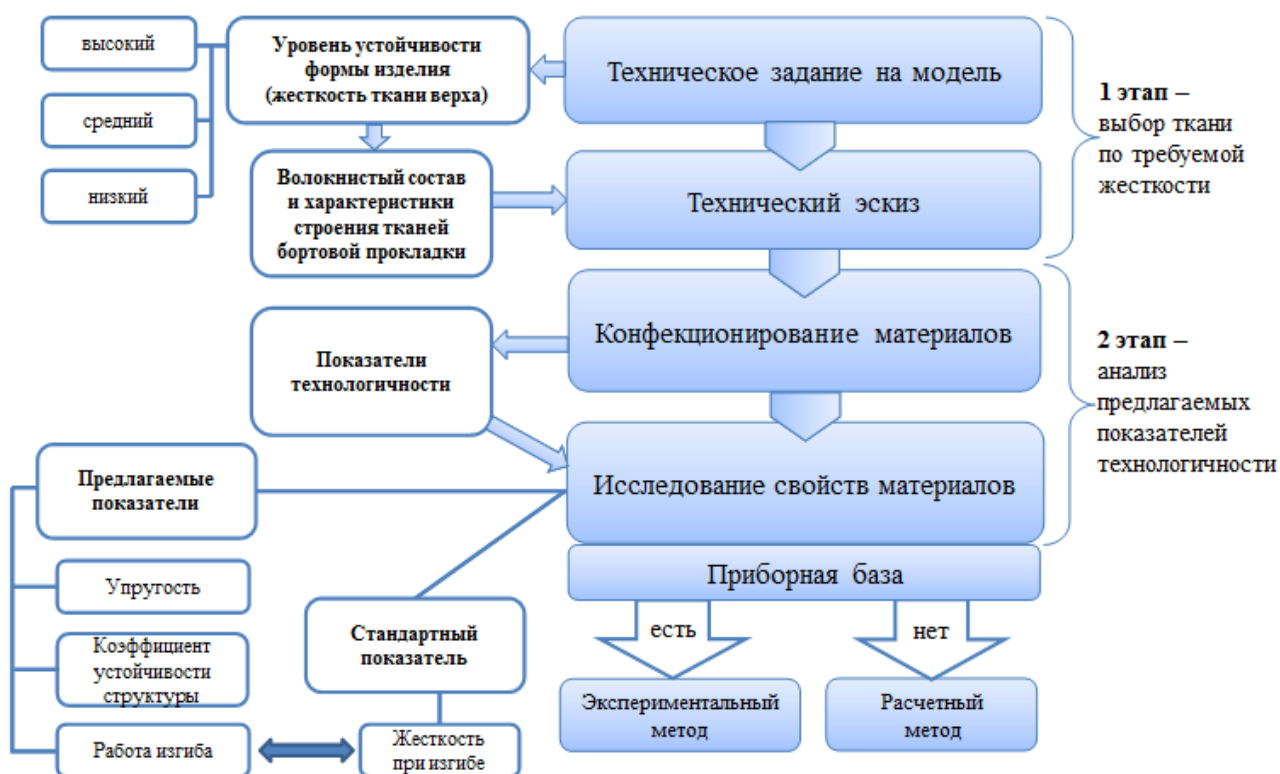 высокий
средний
низкий
Уровень устойчивости
формы изделия
(жесткость ткани верха)
Техническое задание на модель
1 этап –
выбор ткани
по требуемой
жесткости
Волокнистый состав
и характеристики
строения тканей
бортовой прокладки
Технический эскиз
Конфекционирование материалов
Показатели
технологичности
2 этап –
анализ
предлагаемых
показателей
технологичности
Исследование свойств материалов
Предлагаемые
показатели
Упругость
Коэффициент
устойчивости
структуры
Работа изгиба
Стандартный
показатель
Жесткость
при изгибе
Приборная база
есть
нет
Экспериментальный
метод
Расчетный
метод